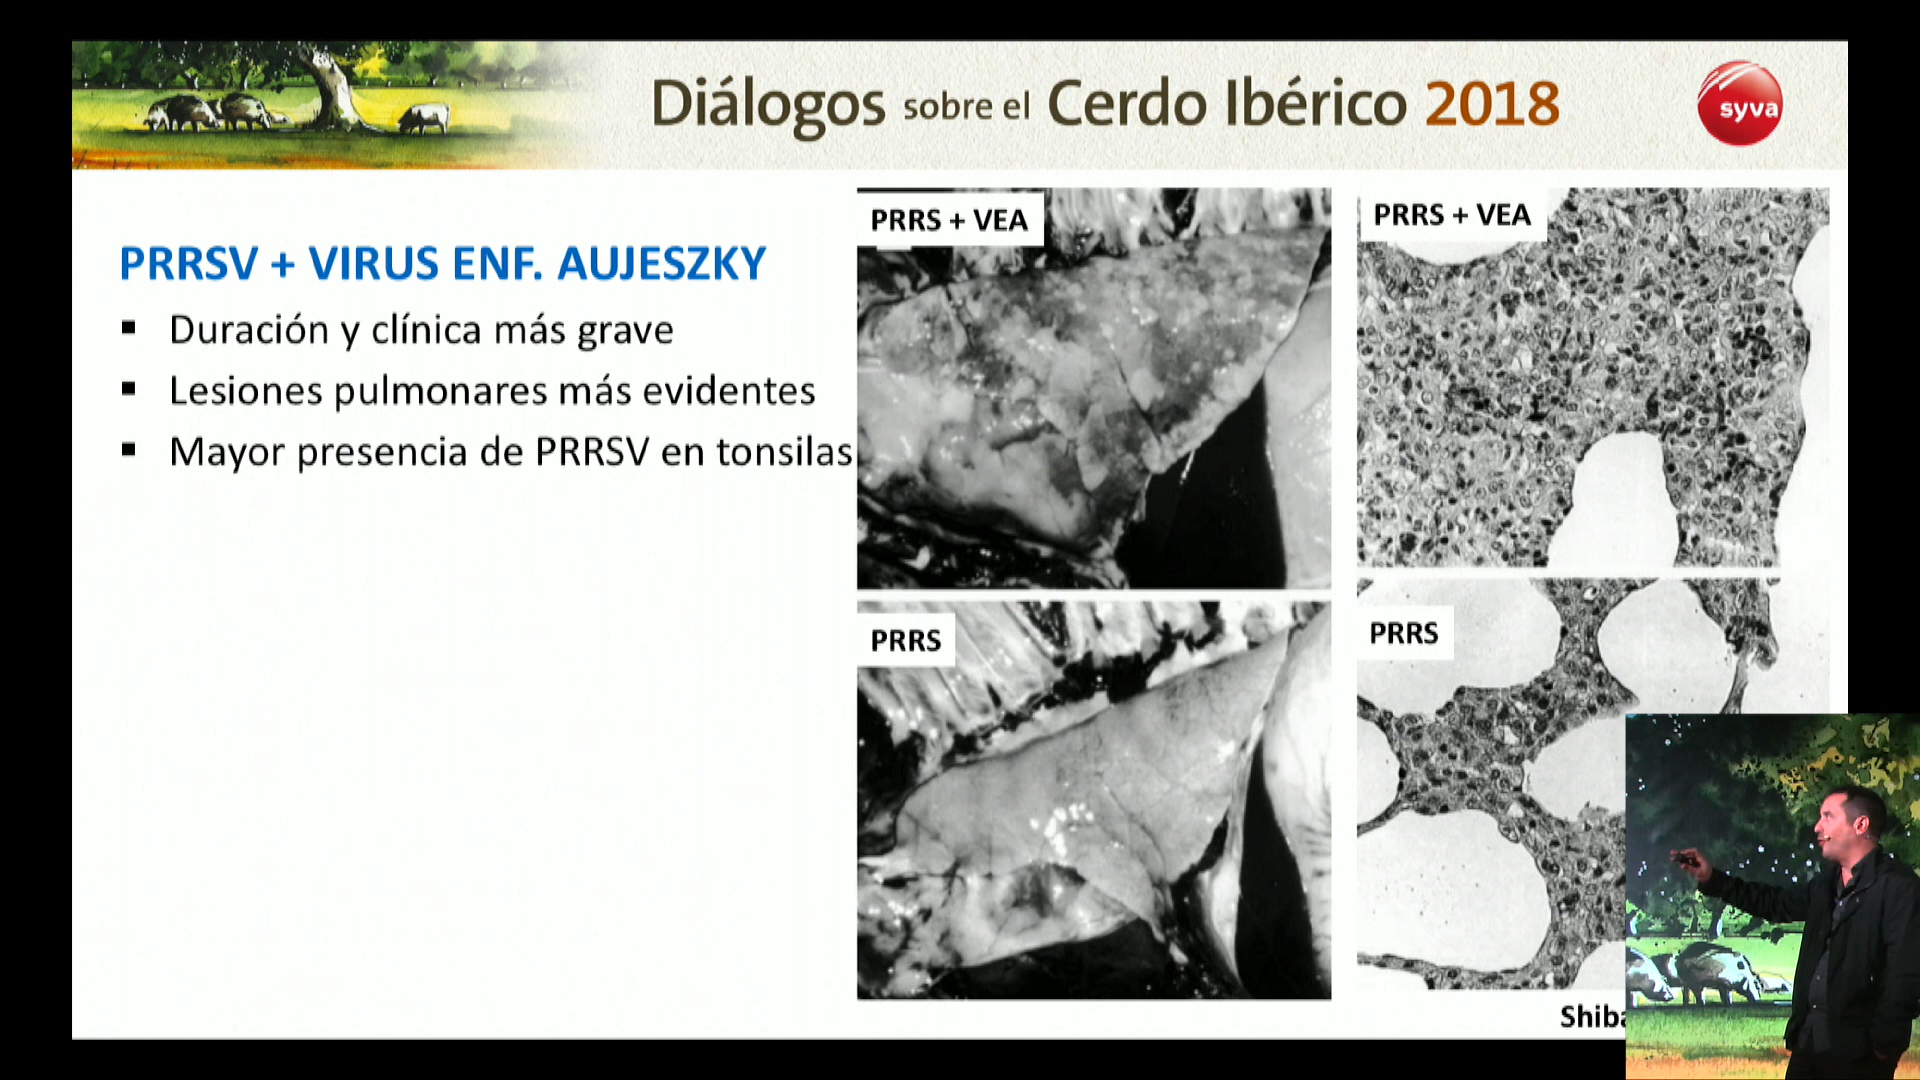 Diálogos sobre el Cerdo Ibérico 2018
syva
PRRSV + VIRUS ENF. AUJESZKY
▪ Duración y clínica más grave
▪ Lesiones pulmonares más evidentes
▪ Mayor presencia de PRRSV en tonsilas
PRRS + VEA
PRRS + VEA
PRRS
PRRS